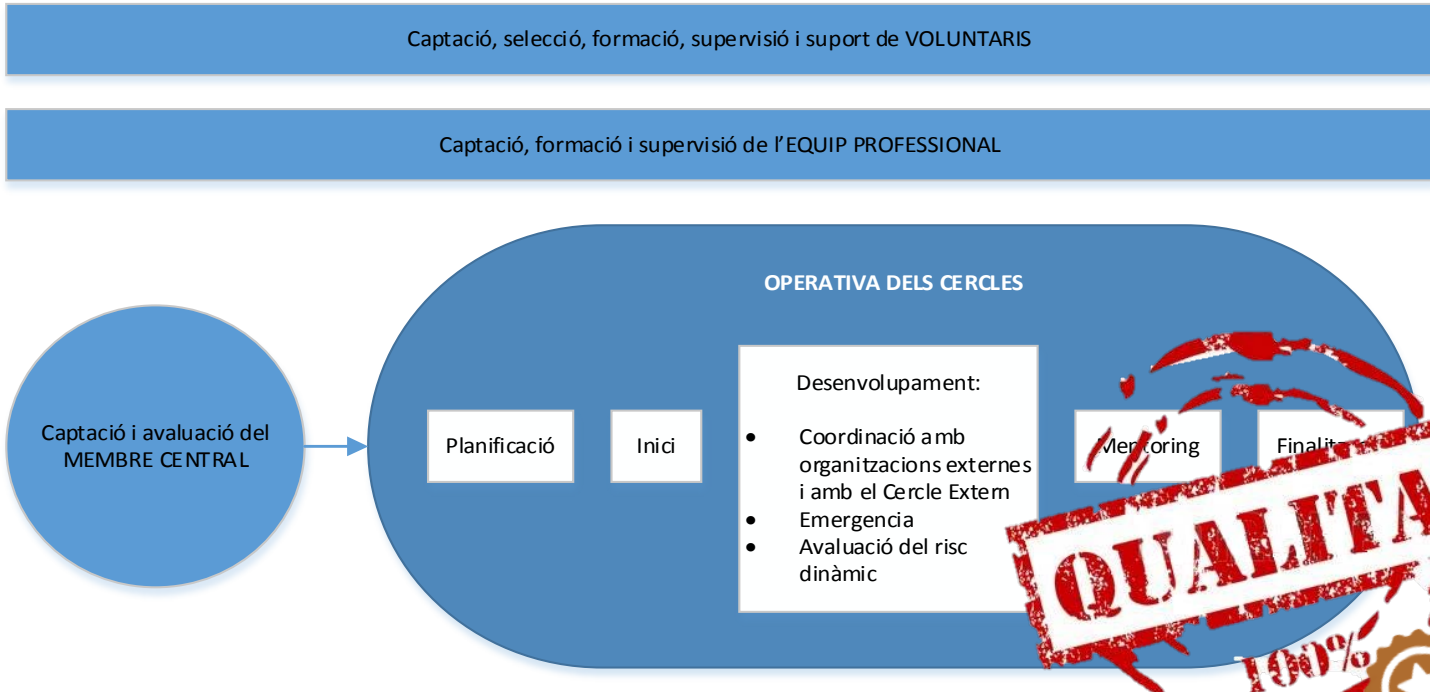 Captació, selecció, formació, supervisió i suport de VOLUNTARIS
Captació, formació i supervisió de l'EQUIP PROFESSIONAL
OPERATIVA DELS CERCLES
Captació i avaluació del
MEMBRE CENTRAL
Planificació
Inici
Desenvolupament:
• Coordinació amb
organitzacions externes
i amb el Cercle Extern
• Emergencia
• Avaluació del risc
dinàmic
Mentoring
QUALITA
100%